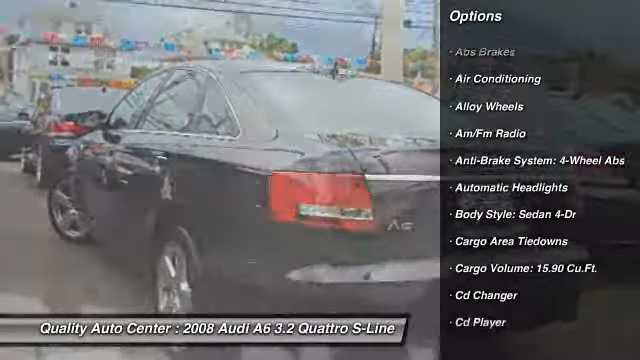 Options
· Abs Brakes
· Air Conditioning
· Alloy Wheels
· Am/Fm Radio
· Anti-Brake System: 4-Wheel Abs
· Automatic Headlights
· Body Style: Sedan 4-Dr
· Cargo Area Tiedowns
· Cargo Volume: 15.90 Cu.Ft.
· Cd Changer
· Cd Player
A6
Quality Auto Center : 2008 Audi A6 3.2 Quattro S-Line